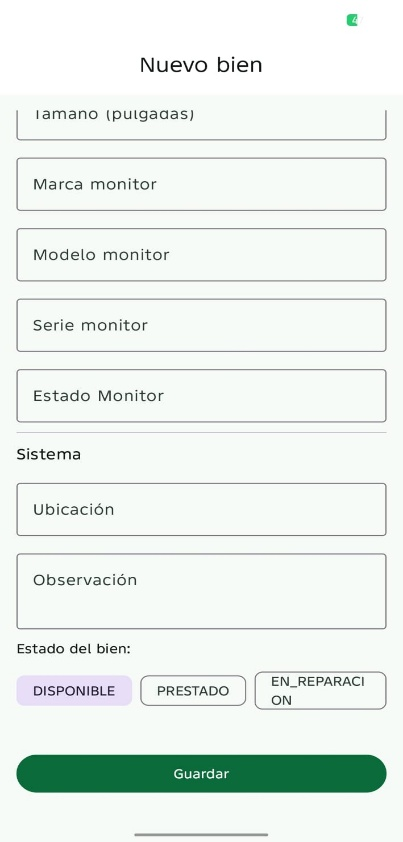 Nuevo bien
Tamaño (pulgadas)
Marca monitor
Modelo monitor
Serie monitor
Estado Monitor
Sistema
Ubicación
Observación
Estado del bien:
DISPONIBLE
PRESTADO
EN_REPARACI
ON
Guardar